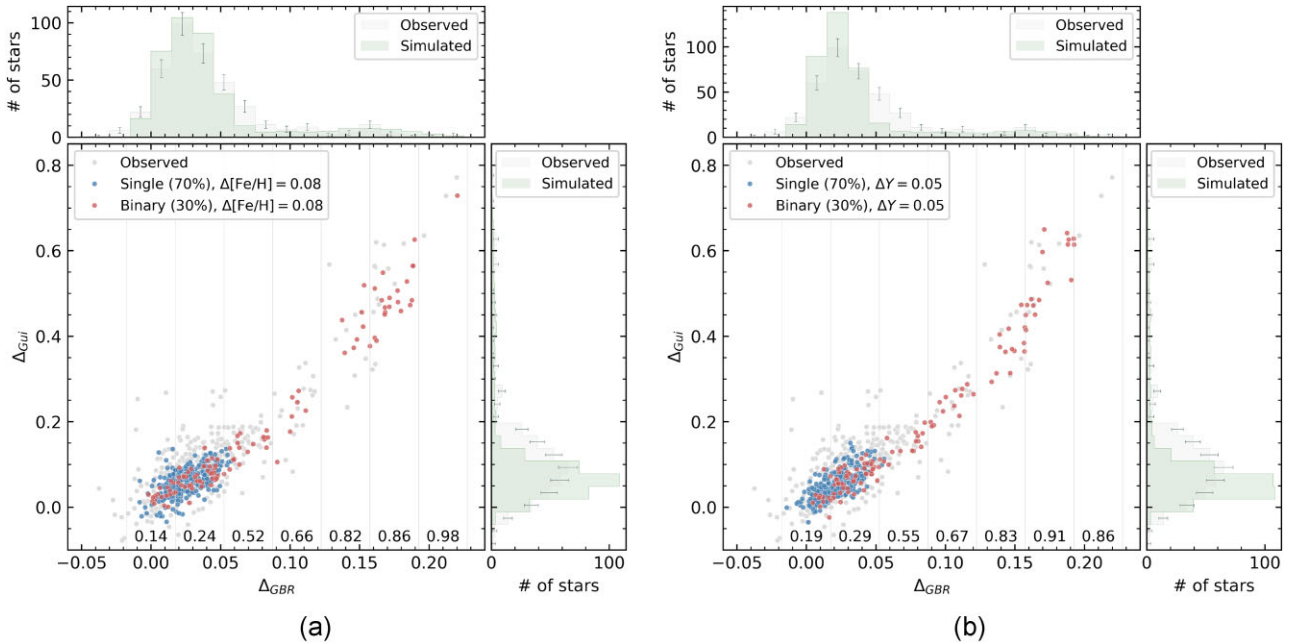 # of stars
100
50
0
Observed
Simulated
Δ_GBR
−0.05 0.00 0.05 0.10 0.15 0.20
Δ_Gui
0.8
0.6
0.4
0.2
0.0
Observed
Single (70%), Δ[Fe/H] = 0.08
Binary (30%), Δ[Fe/H] = 0.08
0.14 0.24 0.52 0.66 0.82 0.86 0.98
Observed
Simulated
0 100
# of stars
(a)
# of stars
100
50
0
Observed
Simulated
Δ_GBR
−0.05 0.00 0.05 0.10 0.15 0.20
Δ_Gui
0.8
0.6
0.4
0.2
0.0
Observed
Single (70%), ΔY = 0.05
Binary (30%), ΔY = 0.05
0.19 0.29 0.55 0.67 0.83 0.91 0.86
Observed
Simulated
0 100
# of stars
(b)